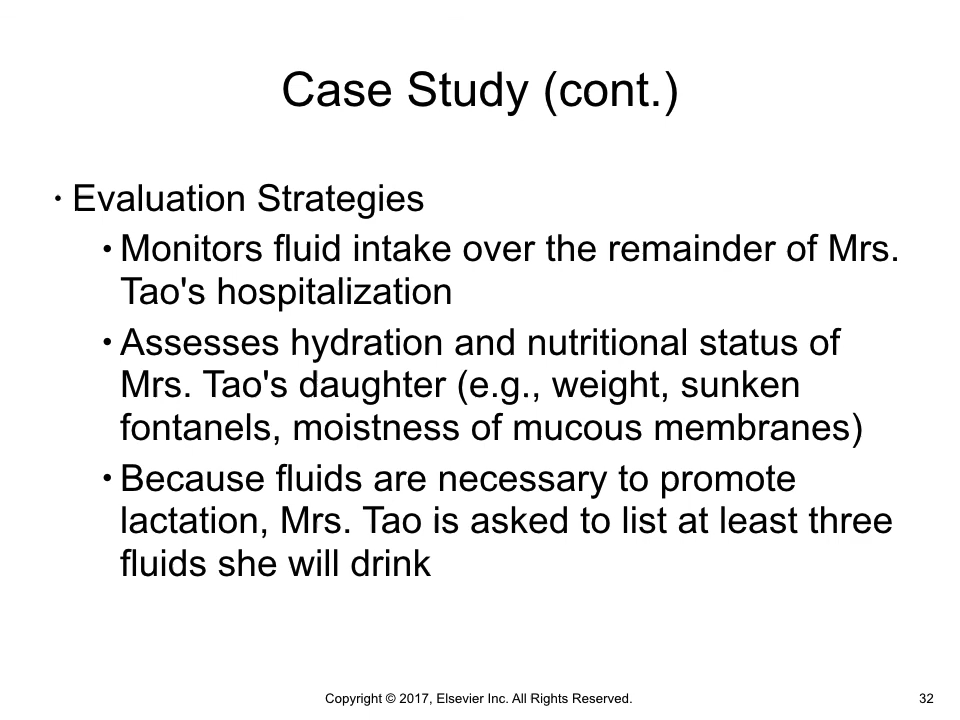 Case Study (cont.)
• Evaluation Strategies
• Monitors fluid intake over the remainder of Mrs.
Tao's hospitalization
• Assesses hydration and nutritional status of
Mrs. Tao's daughter (e.g., weight, sunken
fontanels, moistness of mucous membranes)
• Because fluids are necessary to promote
lactation, Mrs. Tao is asked to list at least three
fluids she will drink
Copyright © 2017, Elsevier Inc. All Rights Reserved.
32